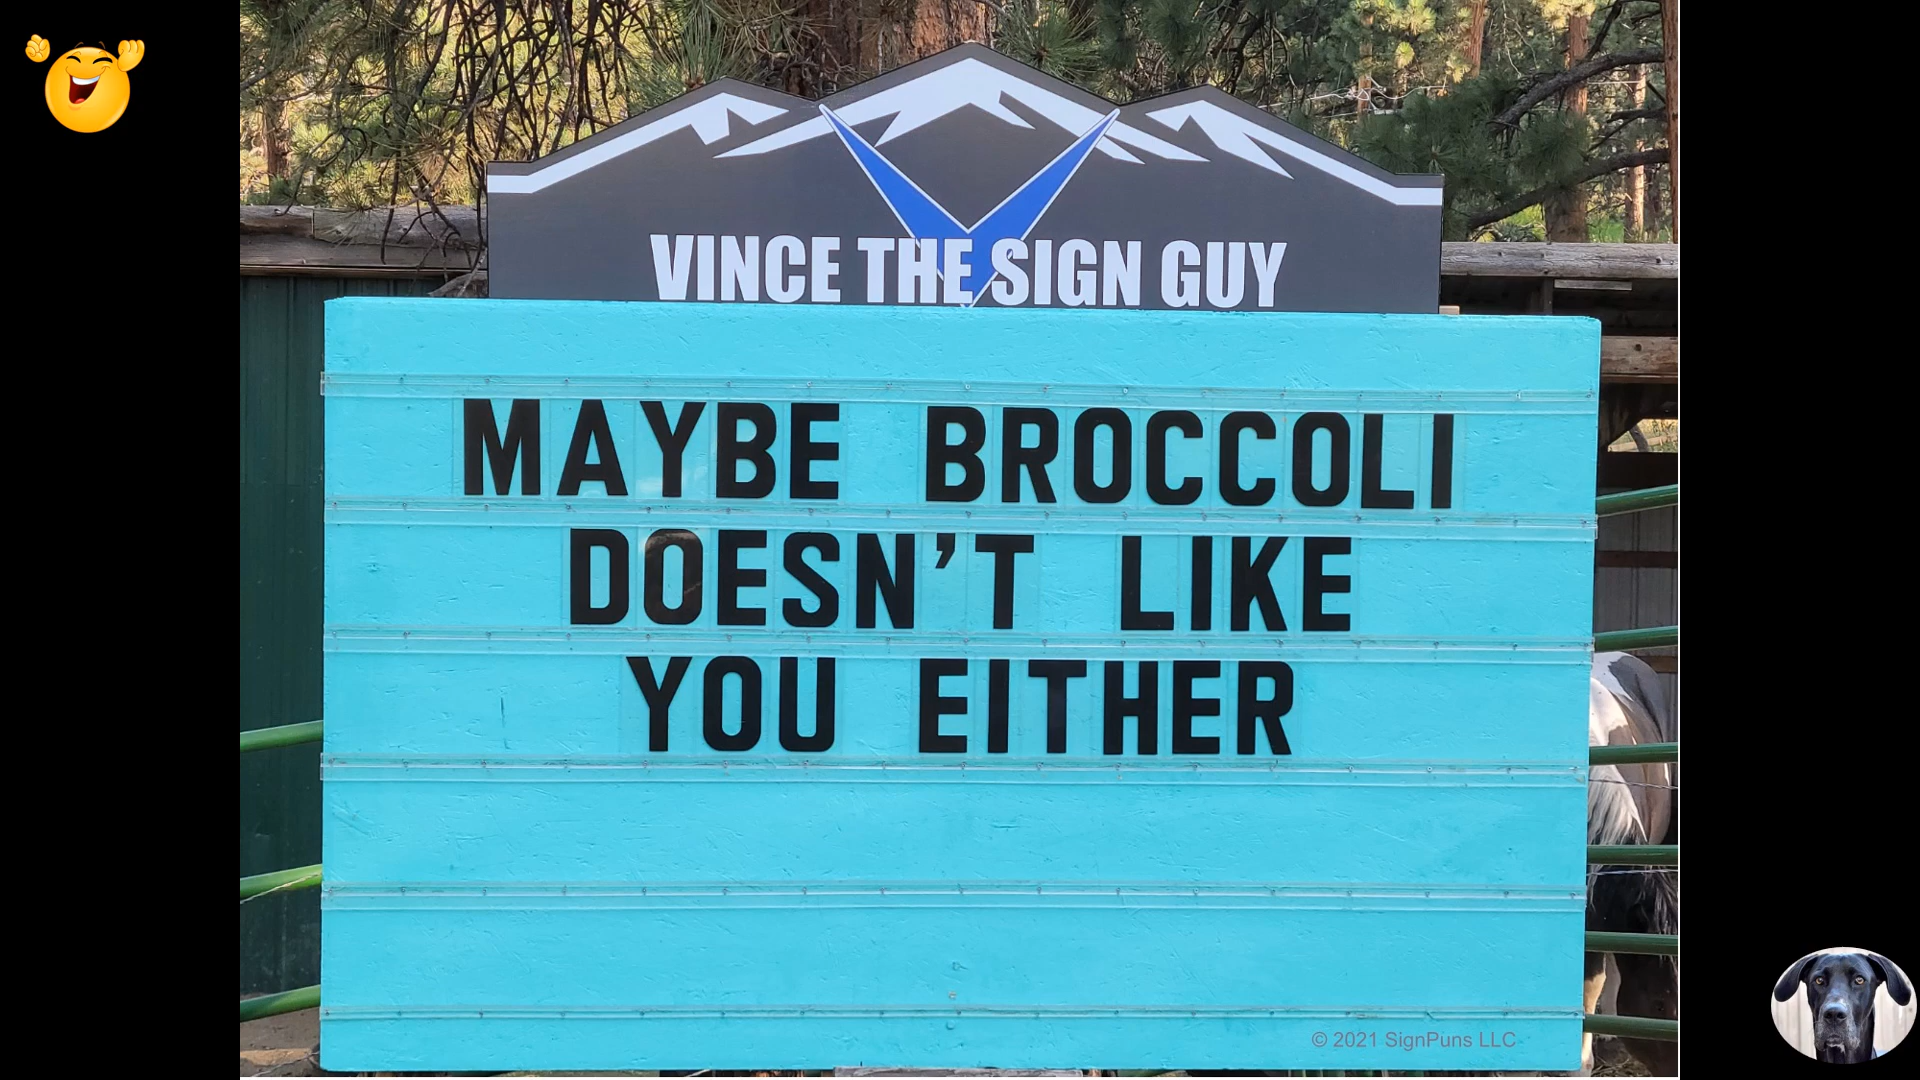 VINCE THE SIGN GUY
MAYBE BROCCOLI
DOESN'T LIKE
YOU EITHER
© 2021 SignPuns LLC